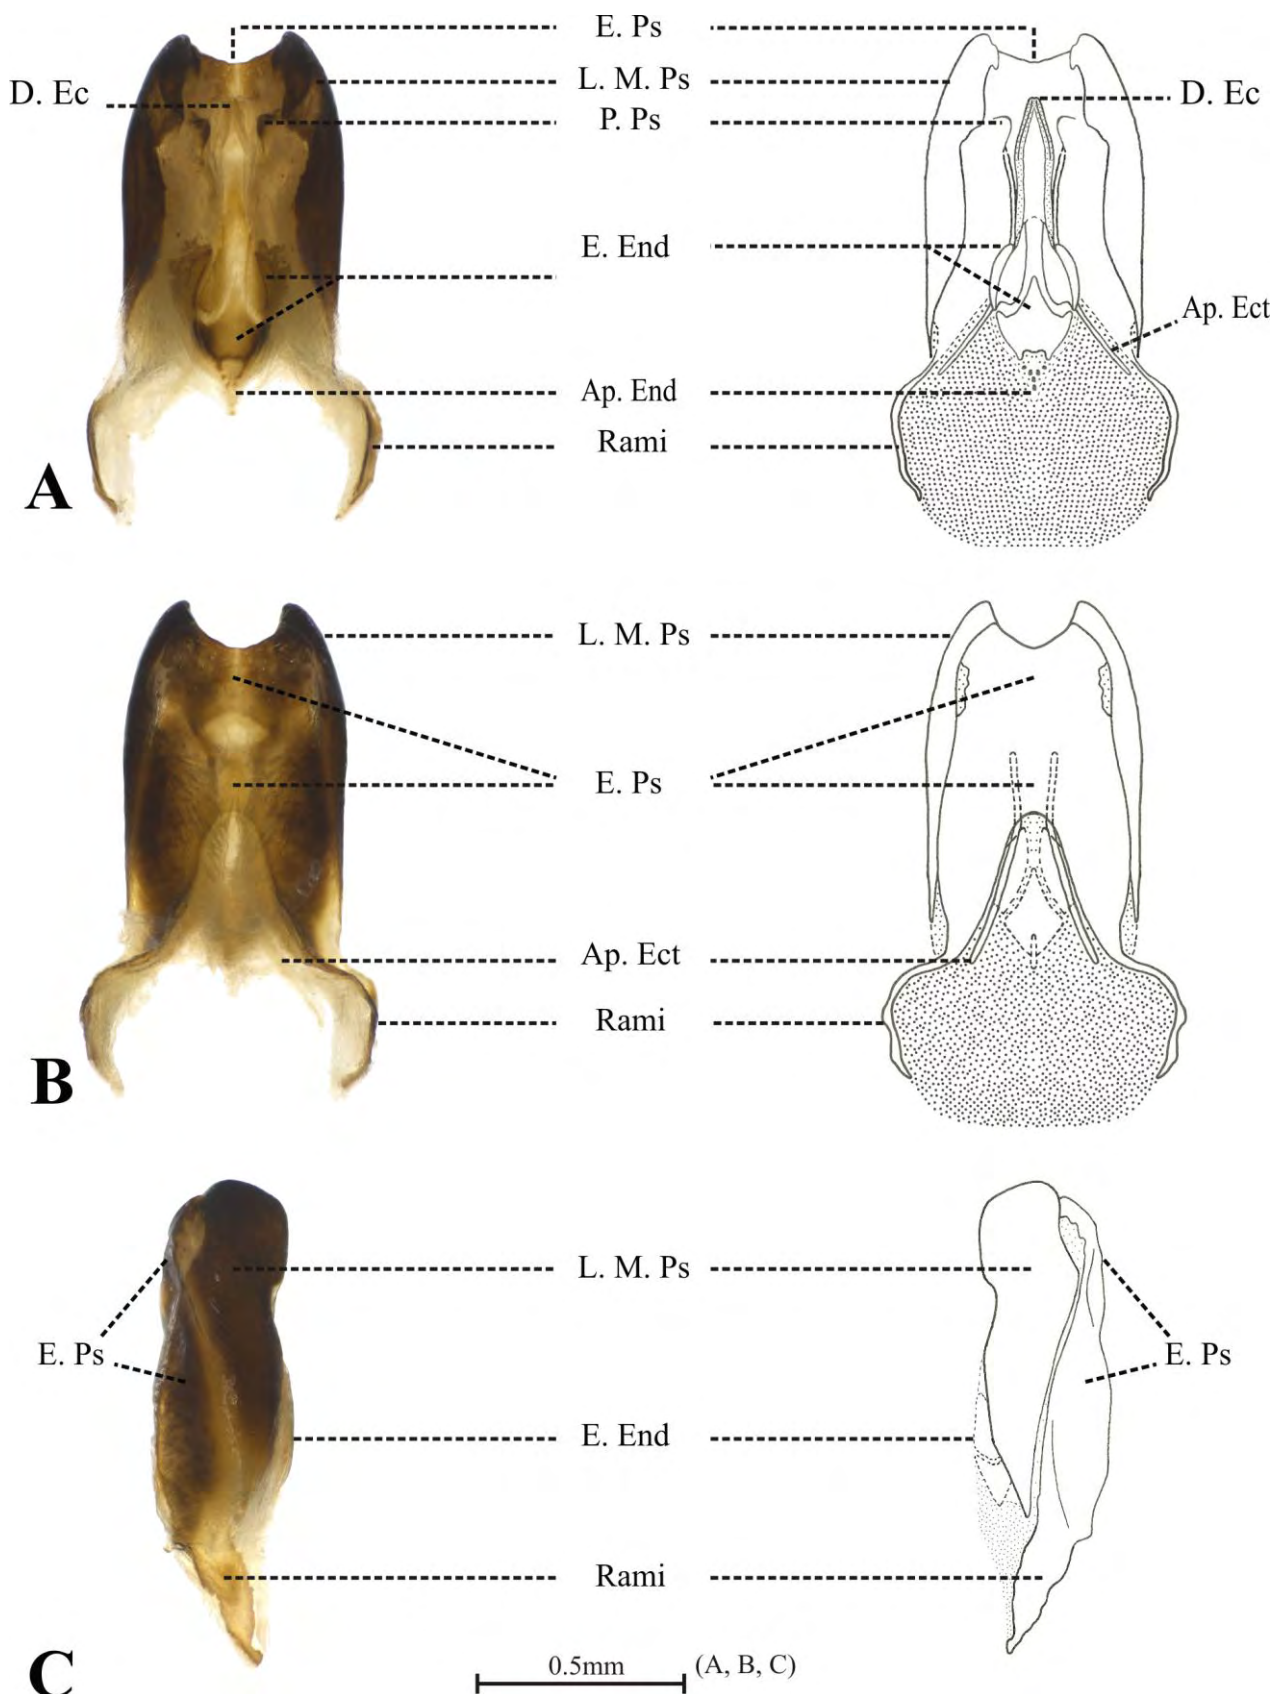 E. Ps
L. M. Ps
D. Ec
D. Ec
P. Ps
E. End
Ap. Ect
Ap. End
Rami
A
L. M. Ps
E. Ps
Ap. Ect
Rami
B
L. M. Ps
E. Ps
E. Ps
E. End
Rami
C
0.5mm (A, B, C)